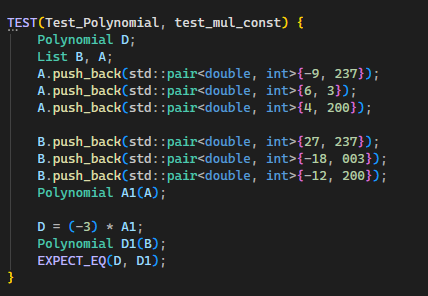 TEST(Test_Polynomial, test_mul_const) {
    Polynomial D;
    List B, A;
    A.push_back(std::pair<double, int>{-9, 237});
    A.push_back(std::pair<double, int>{6, 3});
    A.push_back(std::pair<double, int>{4, 200});

    B.push_back(std::pair<double, int>{27, 237});
    B.push_back(std::pair<double, int>{-18, 003});
    B.push_back(std::pair<double, int>{-12, 200});
    Polynomial A1(A);

    D = (-3) * A1;
    Polynomial D1(B);
    EXPECT_EQ(D, D1);
}